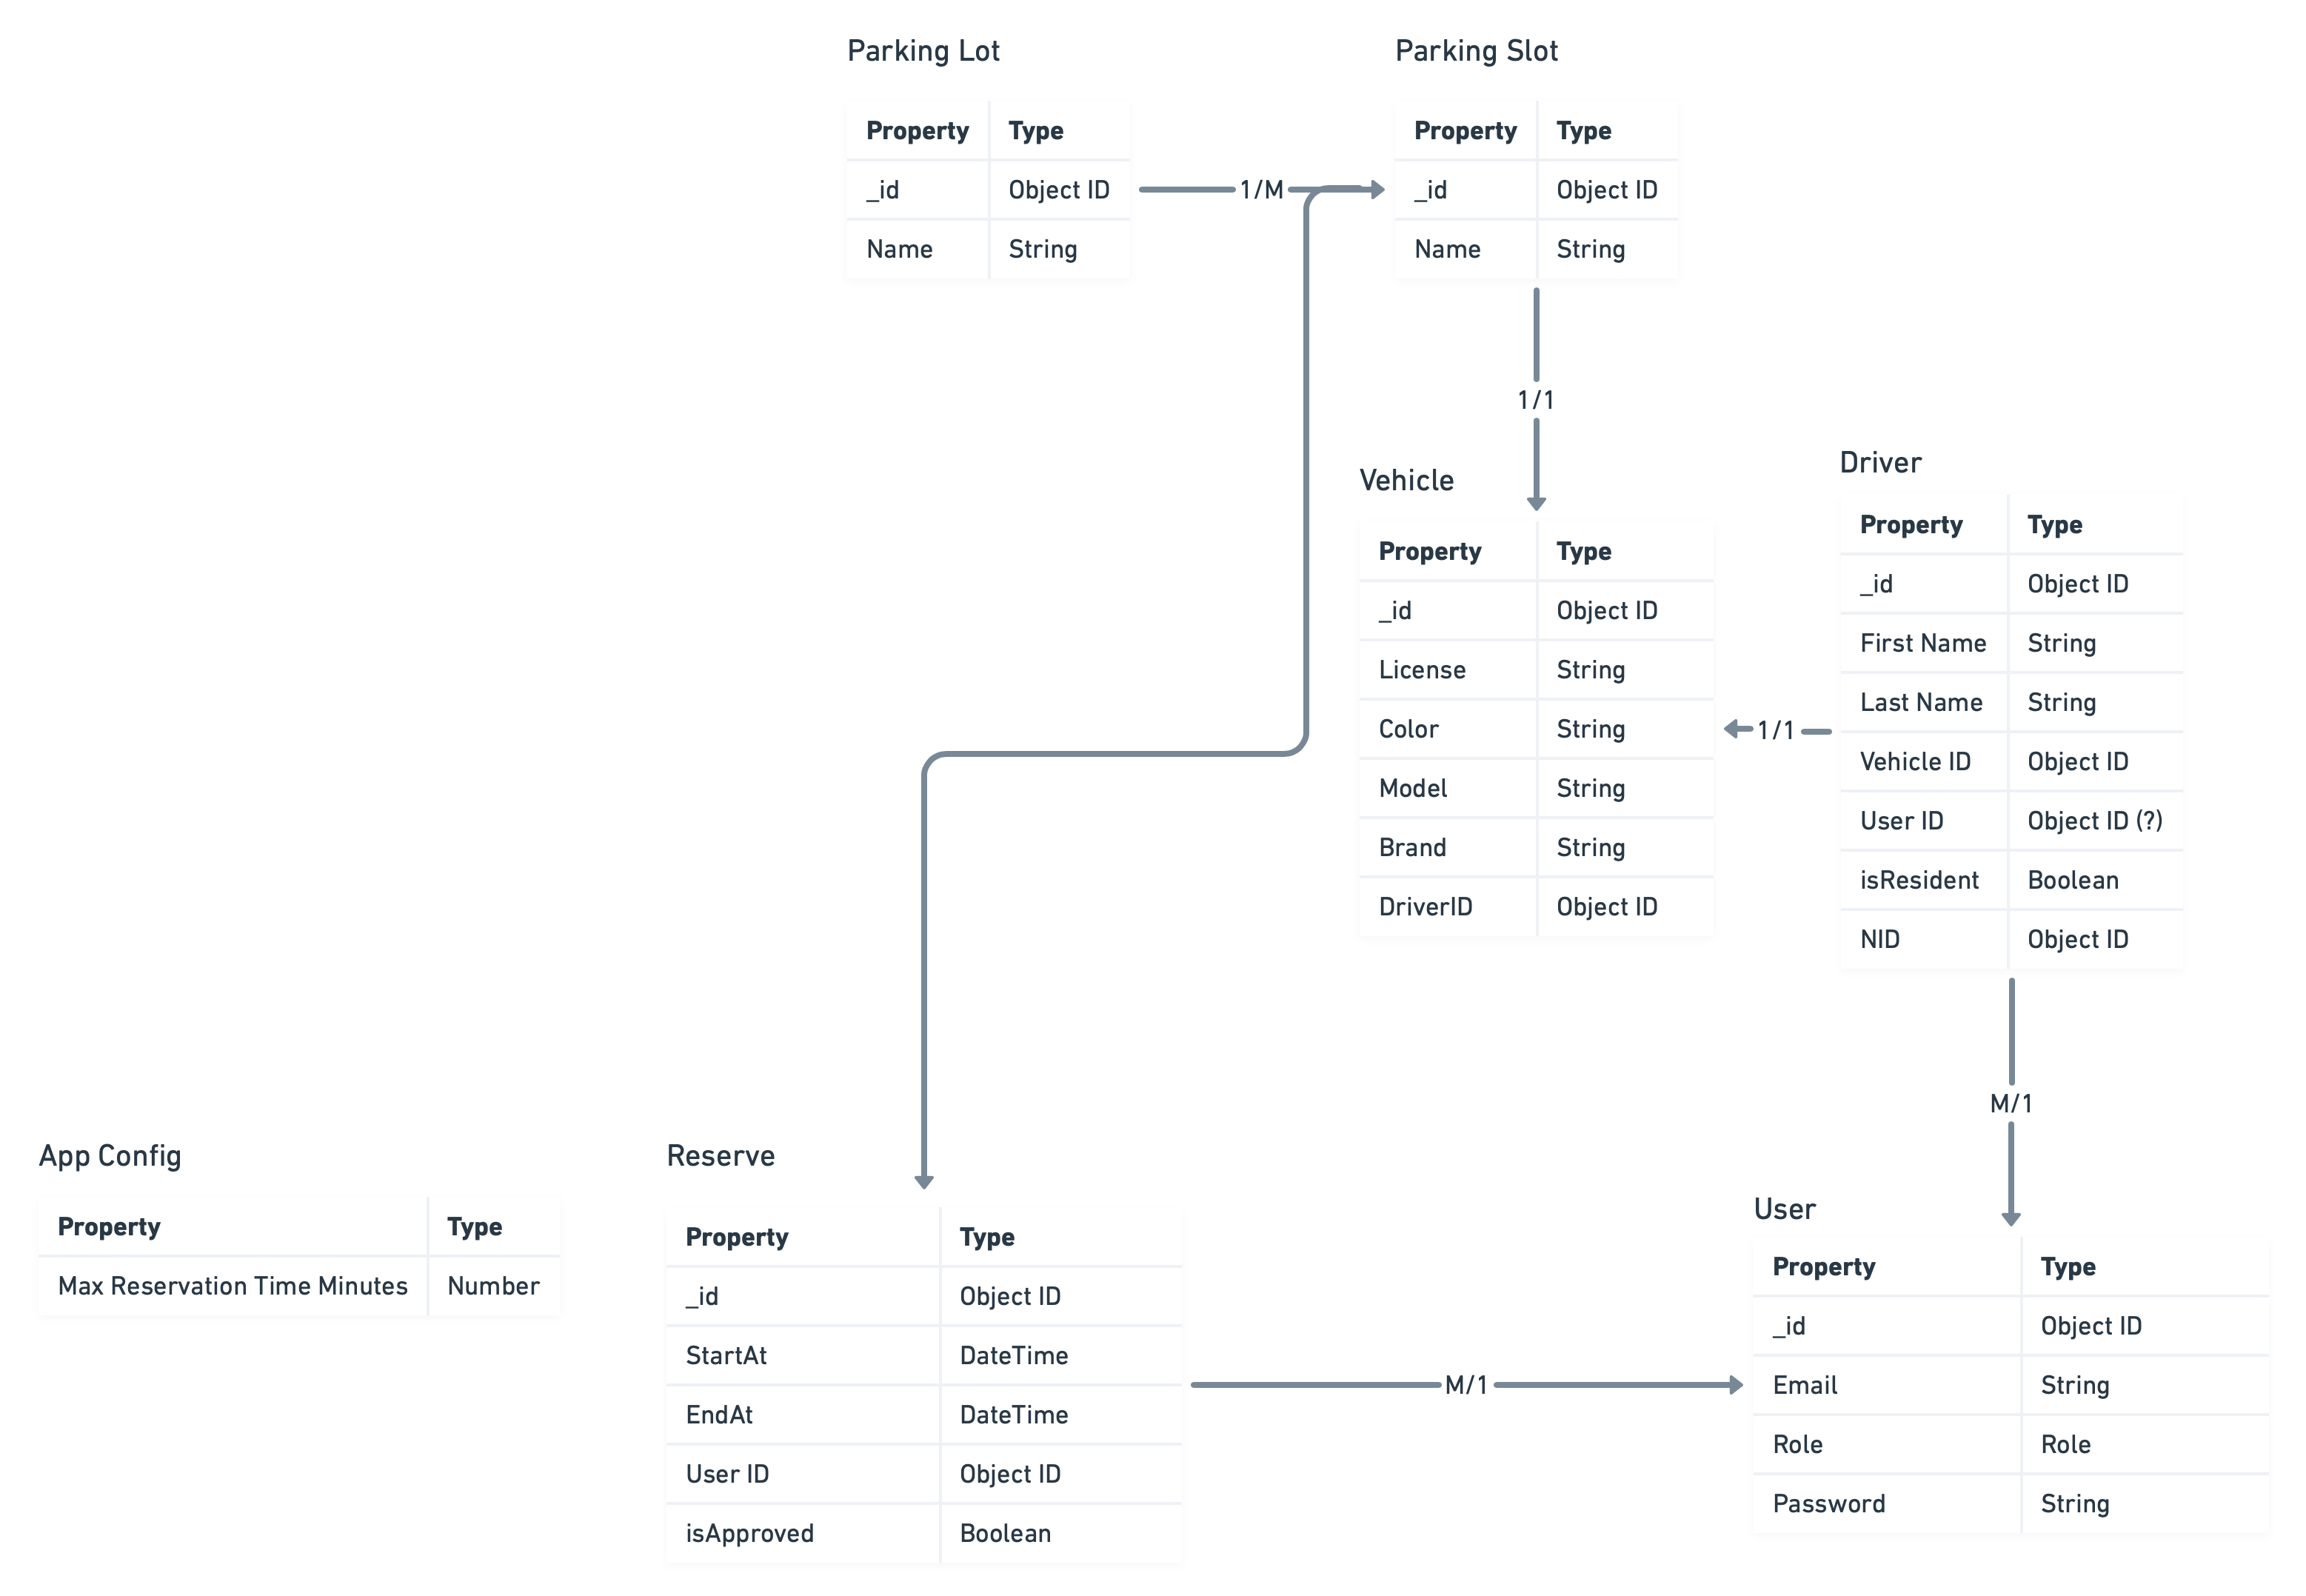 Parking Lot
Property Type
_id Object ID
Name String
1/M
Parking Slot
Property Type
_id Object ID
Name String
1/1
Vehicle
Property Type
_id Object ID
License String
Color String
Model String
Brand String
DriverID Object ID
1/1
Driver
Property Type
_id Object ID
First Name String
Last Name String
Vehicle ID Object ID
User ID Object ID (?)
isResident Boolean
NID Object ID
M/1
App Config
Property Type
Max Reservation Time Minutes Number
Reserve
Property Type
_id Object ID
StartAt DateTime
EndAt DateTime
User ID Object ID
isApproved Boolean
M/1
User
Property Type
_id Object ID
Email String
Role Role
Password String